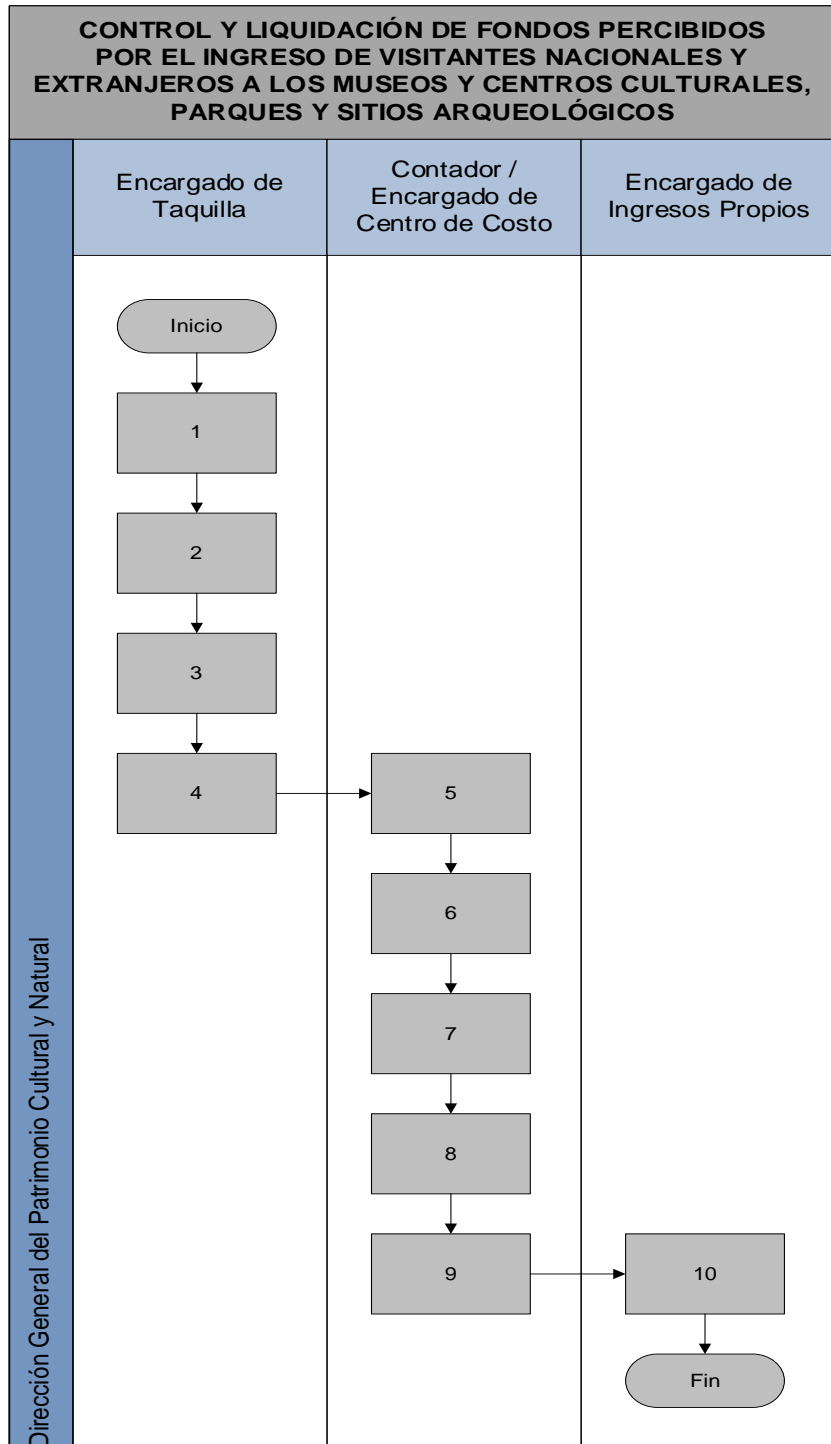 CONTROL Y LIQUIDACIÓN DE FONDOS PERCIBIDOS
POR EL INGRESO DE VISITANTES NACIONALES Y
EXTRANJEROS A LOS MUSEOS Y CENTROS CULTURALES,
PARQUES Y SITIOS ARQUEOLÓGICOS
Encargado de
Taquilla
Contador /
Encargado de
Centro de Costo
Encargado de
Ingresos Propios
Dirección General del Patrimonio Cultural y Natural
Inicio
1
2
3
4
5
6
7
8
9
10
Fin